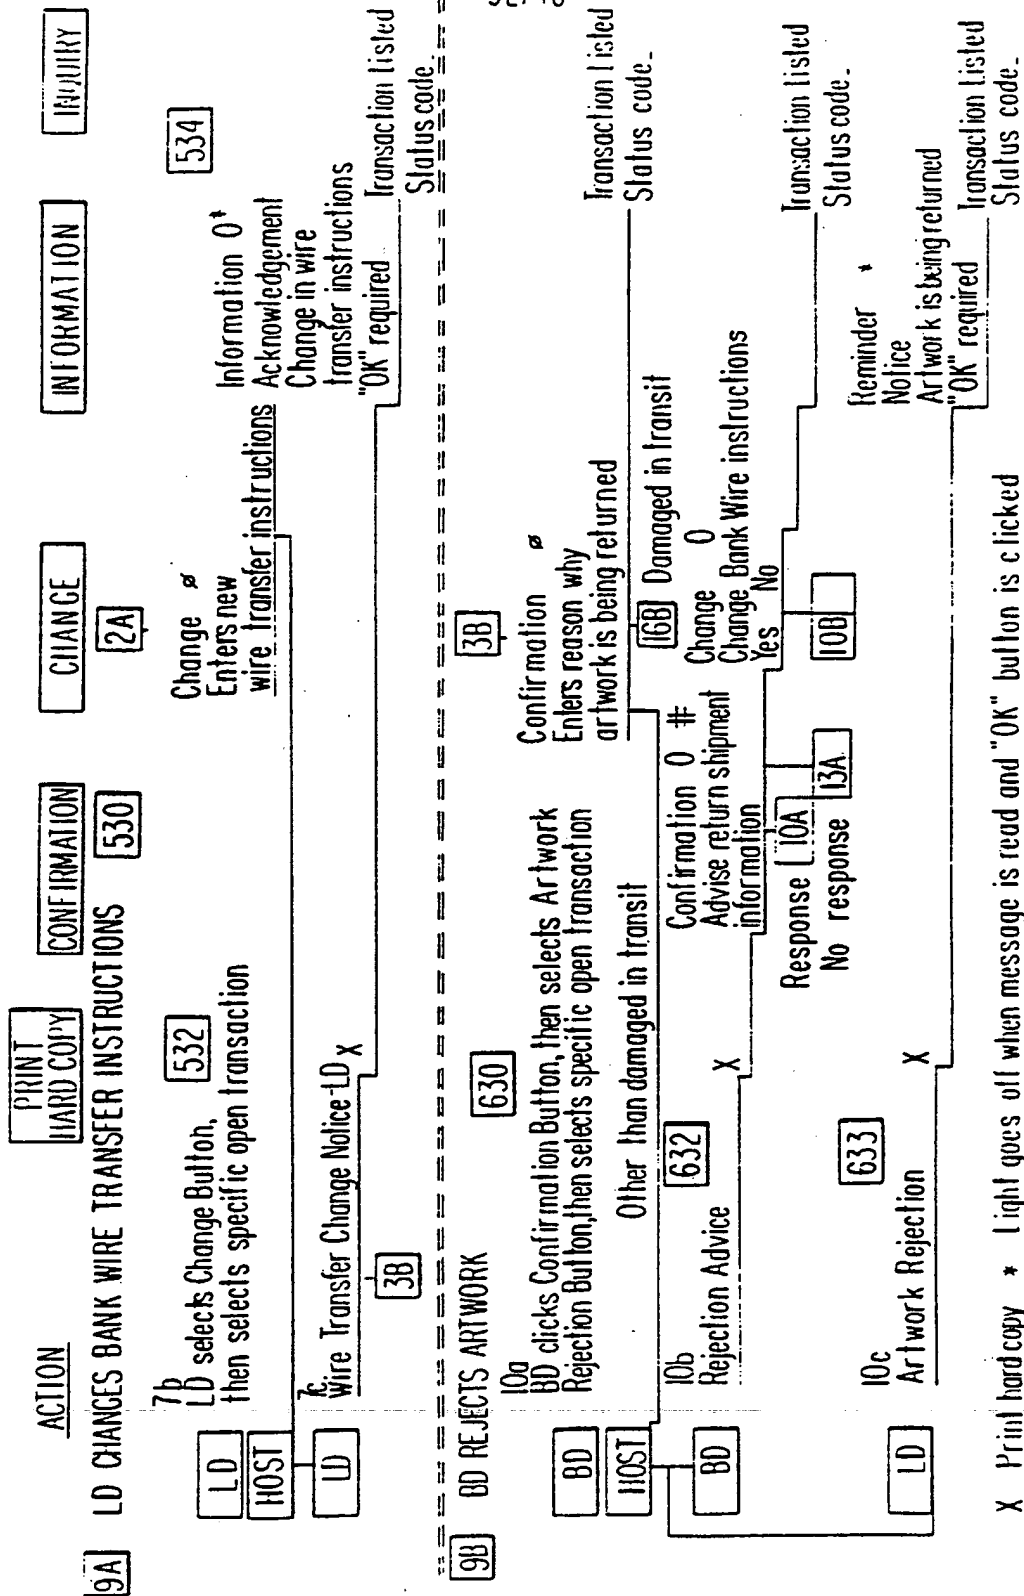 ACTION
PRINT
HARD COPY
CONFIRMATION
CHANGE
INFORMATION
INQUIRY
9A
LD CHANGES BANK WIRE TRANSFER INSTRUCTIONS
530
12A
7b
LD selects Change Button,
then selects specific open transaction
532
Change ø
Enters new
wire transfer instructions
534
LD
HOST
LD
7c
Wire Transfer Change Notice-LD X
3B
Information O*
Acknowledgement
Change in wire
transfer instructions
"OK" required
Transaction Listed
Status code.
9B
BD REJECTS ARTWORK
630
3B
10a
BD clicks Confirmation Button, then selects Artwork
Rejection Button, then selects specific open transaction
Confirmation ø
Enters reason why
artwork is being returned
Transaction Listed
Status code.
BD
HOST
BD
Other than damaged in transit
16B
Damaged in transit
10b
Rejection Advice
632
X
Confirmation O #
Advise return shipment
information
Change O
Change Bank Wire instructions
Yes No
Transaction Listed
Status code.
Response
10A
No response
13A
10B
LD
10c
Artwork Rejection
633
X
Reminder *
Notice
Artwork is being returned
"OK" required
Transaction Listed
Status code.
X Print hard copy * Light goes off when message is read and "OK" button is clicked